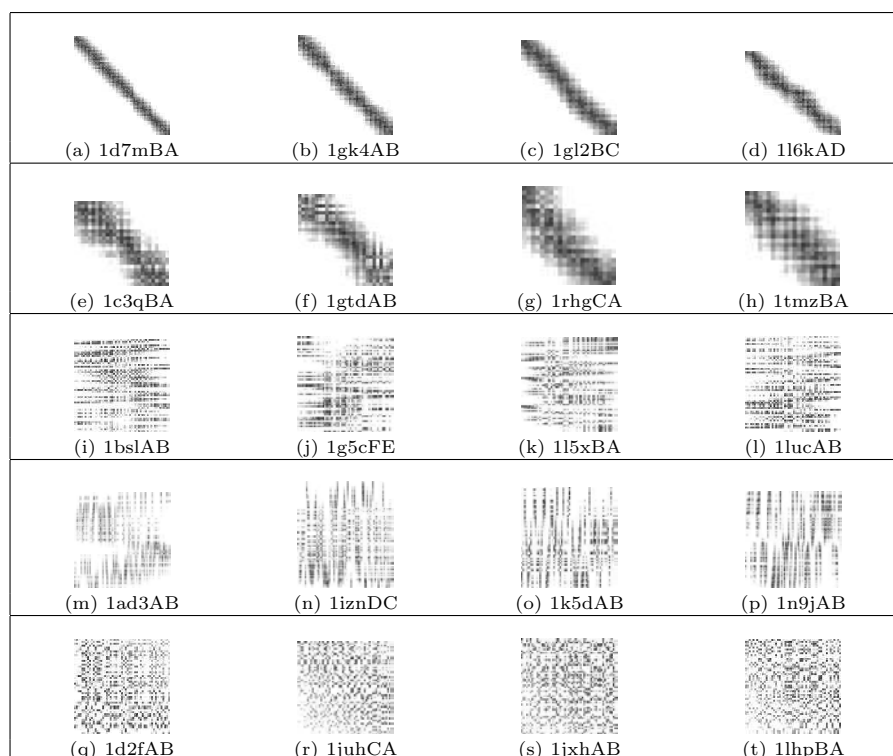 (a) 1d7mBA (b) 1gk4AB (c) 1gl2BC (d) 1l6kAD
(e) 1c3qBA (f) 1gtdAB (g) 1rhgCA (h) 1tmzBA
(i) 1bslAB (j) 1g5cFE (k) 1l5xBA (l) 1lucAB
(m) 1ad3AB (n) 1iznDC (o) 1k5dAB (p) 1n9jAB
(q) 1d2fAB (r) 1juhCA (s) 1jxhAB (t) 1lhpBA